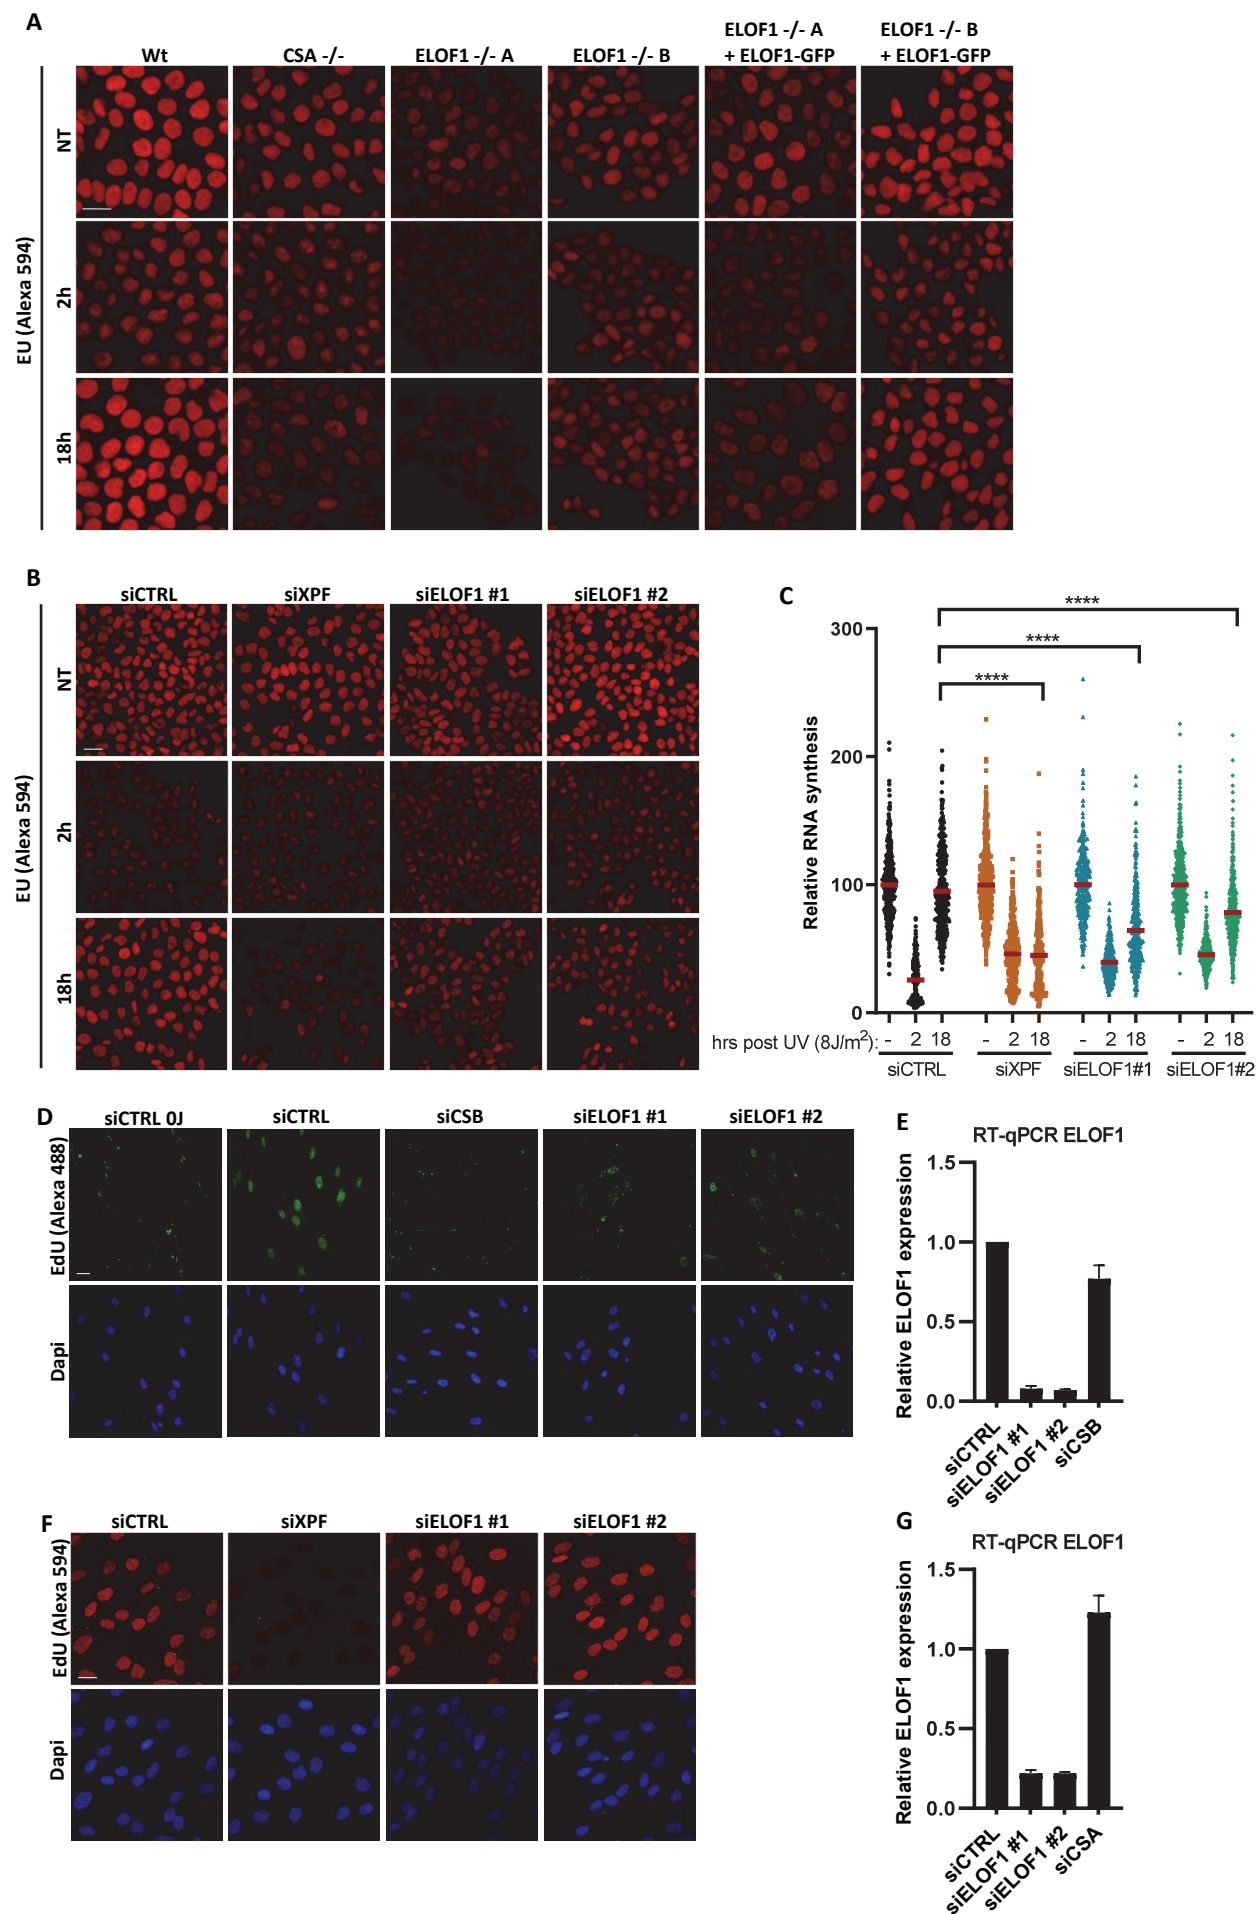 A
Wt
CSA -/-
ELOF1 -/- A
ELOF1 -/- B
ELOF1 -/- A
+ ELOF1-GFP
ELOF1 -/- B
+ ELOF1-GFP
EU (Alexa 594)
NT
2h
18h
B
siCTRL
siXPF
siELOF1 #1
siELOF1 #2
EU (Alexa 594)
NT
2h
18h
C
****
****
****
Relative RNA synthesis
300
200
100
0
hrs post UV (8J/m²):
- 2 18 - 2 18 - 2 18 - 2 18
siCTRL siXPF siELOF1#1 siELOF1#2
D
siCTRL 0J
siCTRL
siCSB
siELOF1 #1
siELOF1 #2
EdU (Alexa 488)
Dapi
E
RT-qPCR ELOF1
Relative ELOF1 expression
1.5
1.0
0.5
0.0
siCTRL
siELOF1 #1
siELOF1 #2
siCSB
F
siCTRL
siXPF
siELOF1 #1
siELOF1 #2
EdU (Alexa 594)
Dapi
G
RT-qPCR ELOF1
Relative ELOF1 expression
1.5
1.0
0.5
0.0
siCTRL
siELOF1 #1
siELOF1 #2
siCSA